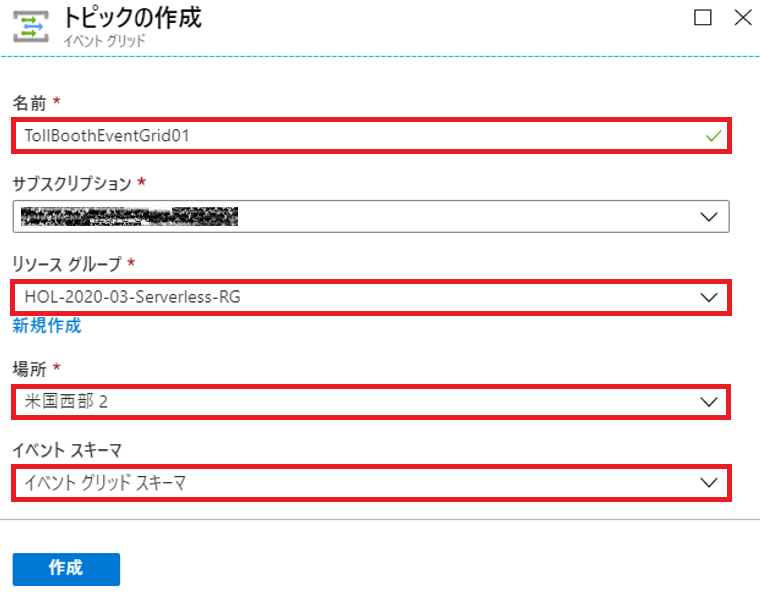 トピックの作成
イベント グリッド
名前 *
TollBoothEventGrid01
サブスクリプション *
リソース グループ *
HOL-2020-03-Serverless-RG
新規作成
場所 *
米国西部 2
イベント スキーマ
イベント グリッド スキーマ
作成